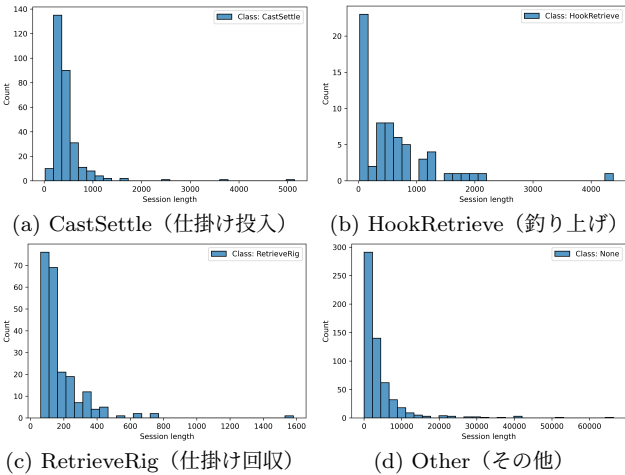 Class: CastSettle
Count
140
120
100
80
60
40
20
0
0 1000 2000 3000 4000 5000
Session length
(a) CastSettle（仕掛け投入）
Class: HookRetrieve
Count
20
15
10
5
0
0 1000 2000 3000 4000
Session length
(b) HookRetrieve（釣り上げ）
Class: RetrieveRig
Count
70
60
50
40
30
20
10
0
0 200 400 600 800 1000 1200 1400 1600
Session length
(c) RetrieveRig（仕掛け回収）
Class: None
Count
300
250
200
150
100
50
0
0 10000 20000 30000 40000 50000 60000
Session length
(d) Other（その他）